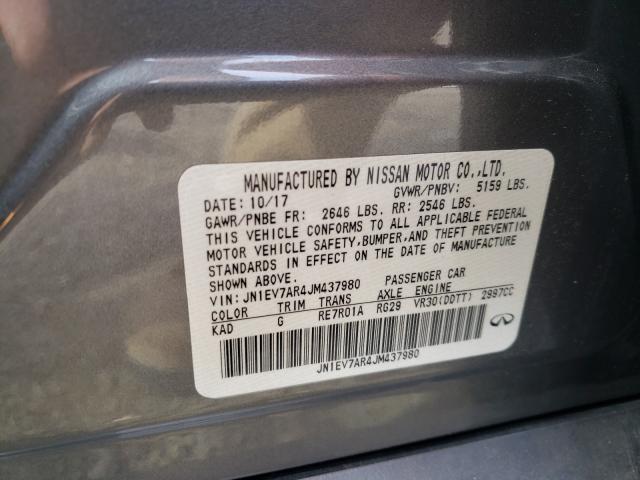 MANUFACTURED BY NISSAN MOTOR CO.,LTD.
DATE: 10/17 GVWR/PNBV: 5159 LBS.
GAWR/PNBE FR: 2646 LBS. RR: 2546 LBS.
THIS VEHICLE CONFORMS TO ALL APPLICABLE FEDERAL
MOTOR VEHICLE SAFETY,BUMPER,AND THEFT PREVENTION
STANDARDS IN EFFECT ON THE DATE OF MANUFACTURE
SHOWN ABOVE.
VIN: JN1EV7AR4JM437980 PASSENGER CAR
COLOR TRIM TRANS AXLE ENGINE
KAD G RE7R01A RG29 VR30(DDTT) 2997CC
JN1EV7AR4JM437980